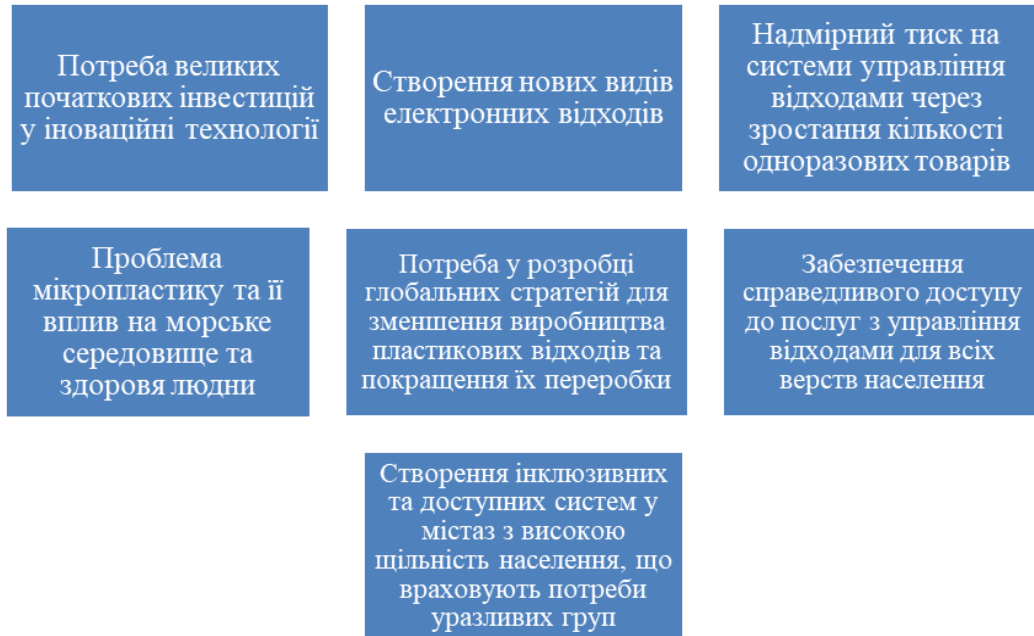 Потреба великих
початкових інвестицій
у іноваційні технології
Створення нових видів
електронних відходів
Надмірний тиск на
системи управління
відходами через
зростання кількості
одноразових товарів
Проблема
мікропластику та її
вплив на морське
середовище та
здоровя людни
Потреба у розробці
глобальних стратегій для
зменшення виробництва
пластикових відходів та
покращення їх переробки
Забезпечення
справедливого доступу
до послуг з управління
відходами для всіх
верств населення
Створення інклюзивних
та доступних систем у
містаз з високою
щільність населення, що
враховують потреби
уразливих груп